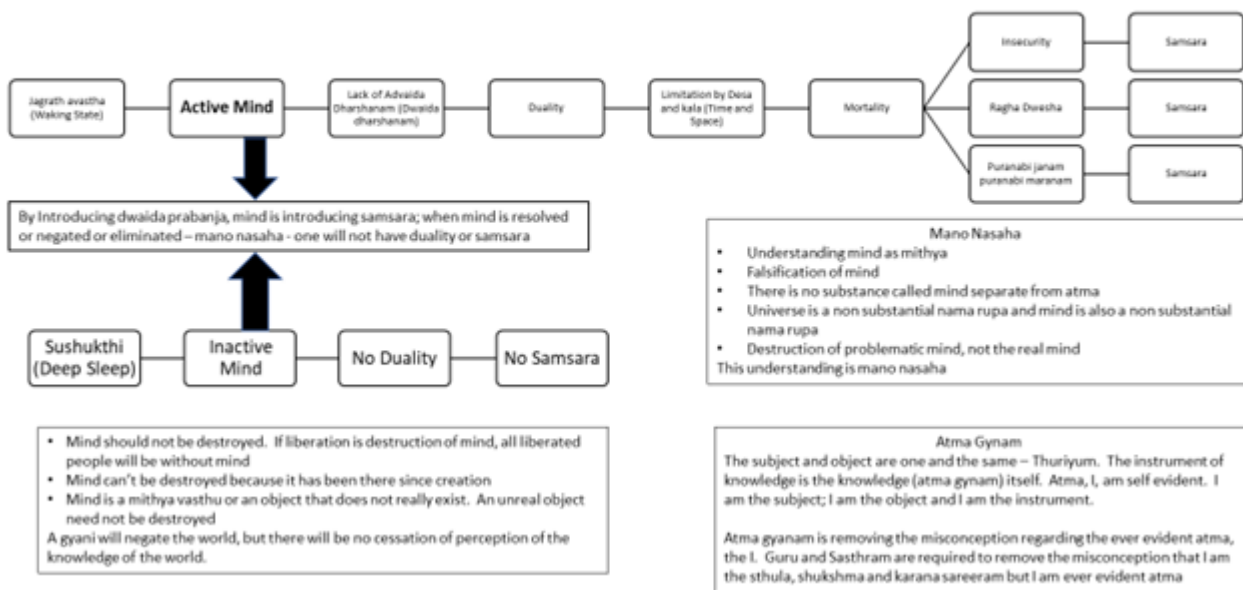 Jagrath avastha
(Waking State)
Active Mind
Lack of Advaida
Dharshanam (Dwaida
dharshanam)
Duality
Limitation by Desa
and kala (Time and
Space)
Mortality
Insecurity
Samsara
Ragha Dwesha
Samsara
Puranabi janam
puranabi maranam
Samsara
By Introducing dwaida prabanja, mind is introducing samsara; when mind is resolved
or negated or eliminated – mano nasaha - one will not have duality or samsara
Sushukthi
(Deep Sleep)
Inactive
Mind
No Duality
No Samsara
Mano Nasaha
• Understanding mind as mithya
• Falsification of mind
• There is no substance called mind separate from atma
• Universe is a non substantial nama rupa and mind is also a non substantial
nama rupa
• Destruction of problematic mind, not the real mind
This understanding is mano nasaha
• Mind should not be destroyed. If liberation is destruction of mind, all liberated
people will be without mind
• Mind can't be destroyed because it has been there since creation
• Mind is a mithya vasthu or an object that does not really exist. An unreal object
need not be destroyed
A gyani will negate the world, but there will be no cessation of perception of the
knowledge of the world.
Atma Gynam
The subject and object are one and the same – Thuriyum. The instrument of
knowledge is the knowledge (atma gynam) itself. Atma, I, am self evident. I
am the subject; I am the object and I am the instrument.
Atma gyanam is removing the misconception regarding the ever evident atma,
the I. Guru and Sasthram are required to remove the misconception that I am
the sthula, shukshma and karana sareeram but I am ever evident atma